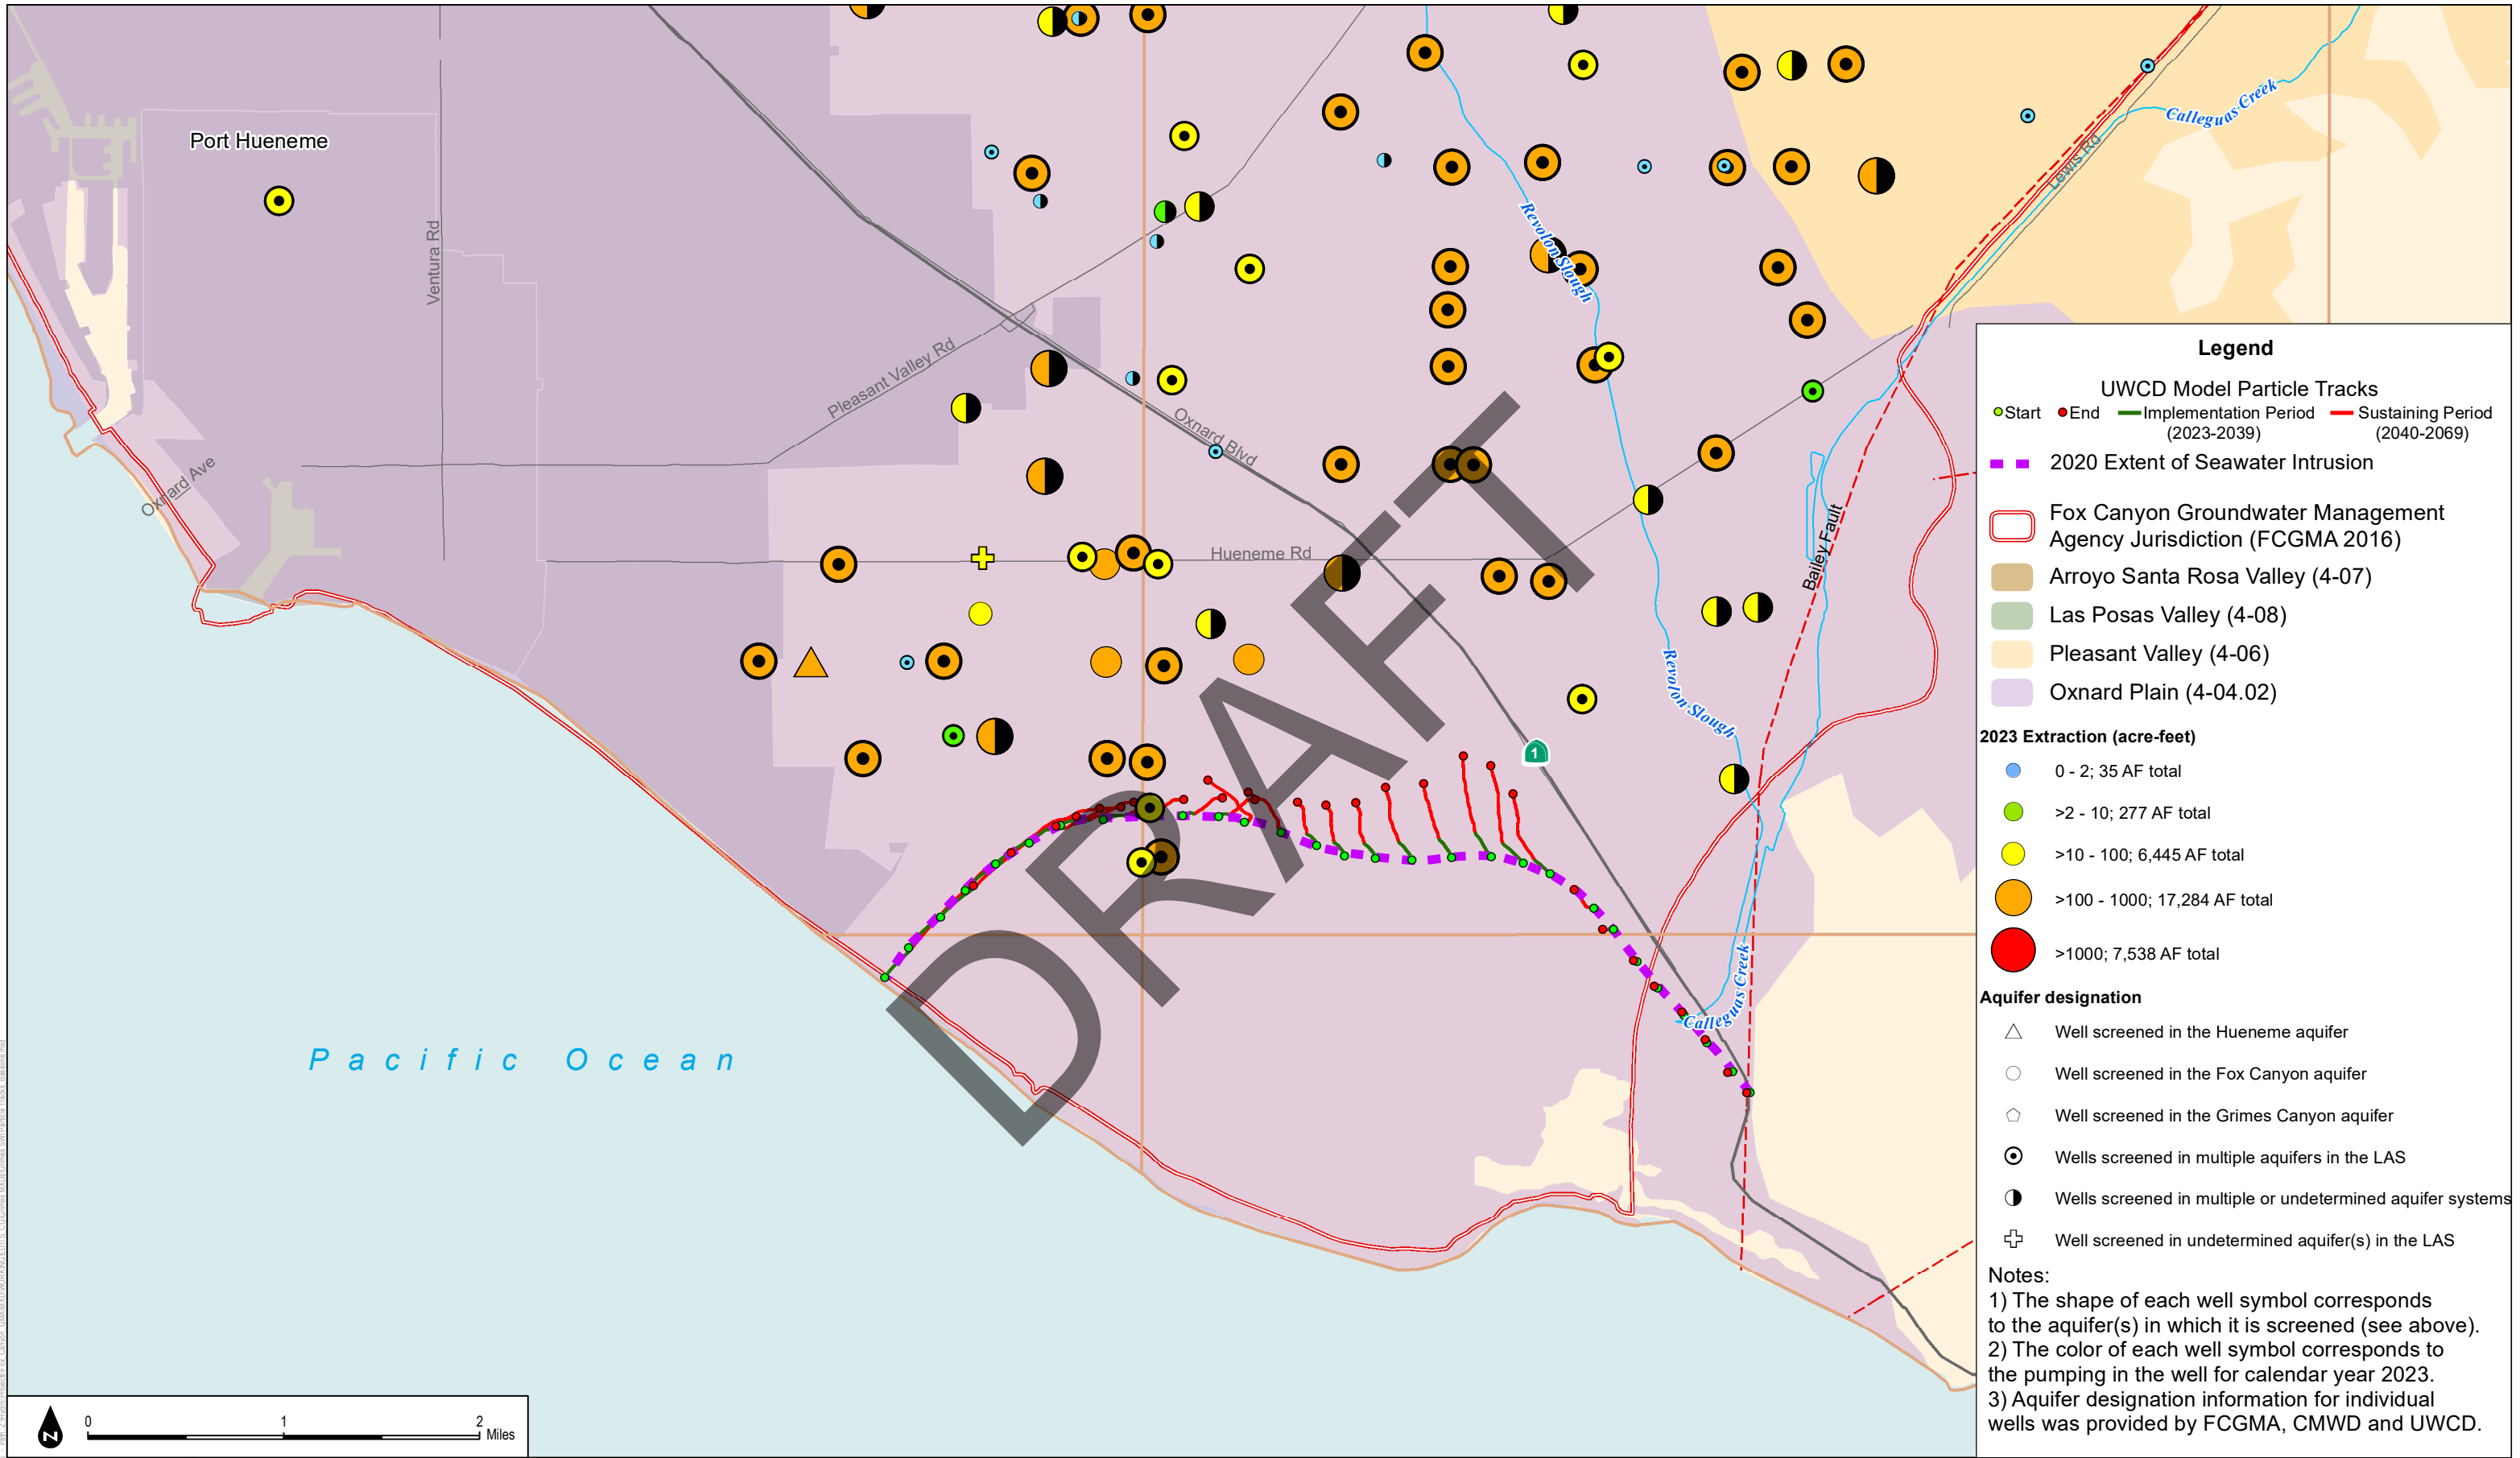 Port Hueneme
Ventura Rd
Oxnard Ave
Pleasant Valley Rd
Oxnard Blvd
Hueneme Rd
Revolon Slough
Revolon Slough
Calleguas Creek
Lewis Rd
Bailey Fault
1
Calleguas Creek
Pacific Ocean
DRAFT
N
0 1 2
Miles
Legend
UWCD Model Particle Tracks
Start End Implementation Period Sustaining Period
(2023-2039) (2040-2069)
2020 Extent of Seawater Intrusion
Fox Canyon Groundwater Management
Agency Jurisdiction (FCGMA 2016)
Arroyo Santa Rosa Valley (4-07)
Las Posas Valley (4-08)
Pleasant Valley (4-06)
Oxnard Plain (4-04.02)
2023 Extraction (acre-feet)
0 - 2; 35 AF total
>2 - 10; 277 AF total
>10 - 100; 6,445 AF total
>100 - 1000; 17,284 AF total
>1000; 7,538 AF total
Aquifer designation
Well screened in the Hueneme aquifer
Well screened in the Fox Canyon aquifer
Well screened in the Grimes Canyon aquifer
Wells screened in multiple aquifers in the LAS
Wells screened in multiple or undetermined aquifer systems
Well screened in undetermined aquifer(s) in the LAS
Notes:
1) The shape of each well symbol corresponds
to the aquifer(s) in which it is screened (see above).
2) The color of each well symbol corresponds to
the pumping in the well for calendar year 2023.
3) Aquifer designation information for individual
wells was provided by FCGMA, CMWD and UWCD.